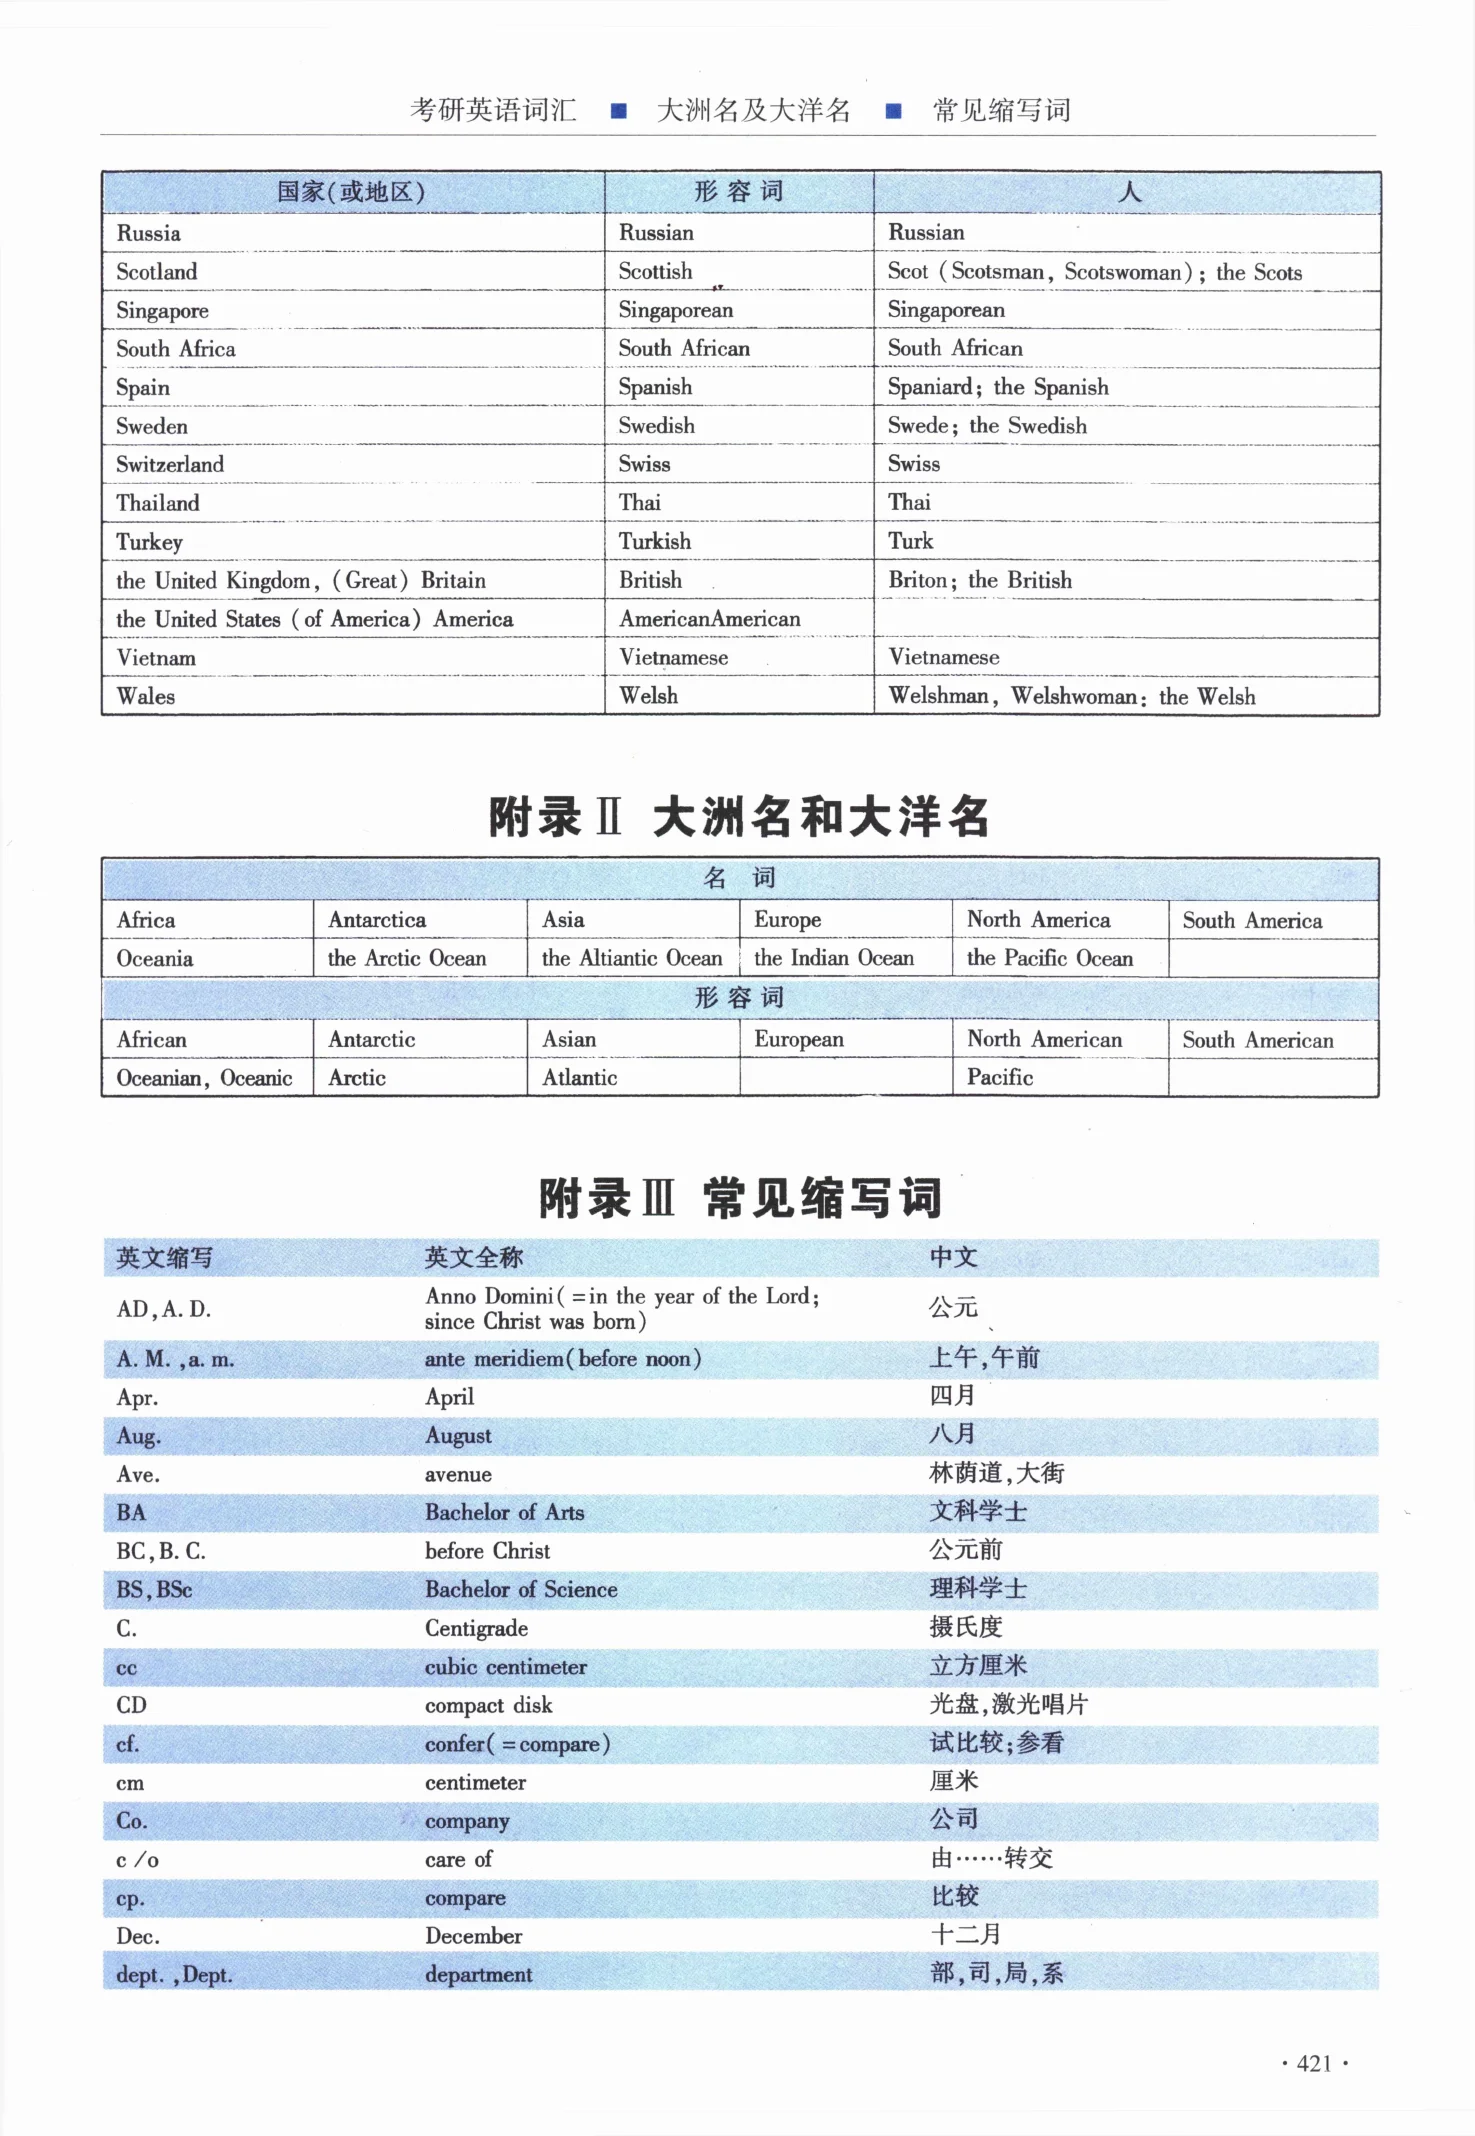 考研英语词汇 ■ 大洲名及大洋名 ■ 常见缩写词
国家(或地区) 形容词 人
Russia Russian Russian
Scotland Scottish Scot (Scotsman, Scotswoman); the Scots
Singapore Singaporean Singaporean
South Africa South African South African
Spain Spanish Spaniard; the Spanish
Sweden Swedish Swede; the Swedish
Switzerland Swiss Swiss
Thailand Thai Thai
Turkey Turkish Turk
the United Kingdom, (Great) Britain British Briton; the British
the United States (of America) America AmericanAmerican
Vietnam Vietnamese Vietnamese
Wales Welsh Welshman, Welshwoman: the Welsh
附录Ⅱ 大洲名和大洋名
名词
Africa Antarctica Asia Europe North America South America
Oceania the Arctic Ocean the Altiantic Ocean the Indian Ocean the Pacific Ocean
形容词
African Antarctic Asian European North American South American
Oceanian, Oceanic Arctic Atlantic Pacific
附录Ⅲ 常见缩写词
英文缩写 英文全称 中文
AD,A.D. Anno Domini(=in the year of the Lord; since Christ was born) 公元
A.M.,a.m. ante meridiem(before noon) 上午,午前
Apr. April 四月
Aug. August 八月
Ave. avenue 林荫道,大街
BA Bachelor of Arts 文科学士
BC,B.C. before Christ 公元前
BS,BSc Bachelor of Science 理科学士
C. Centigrade 摄氏度
cc cubic centimeter 立方厘米
CD compact disk 光盘,激光唱片
cf. confer(=compare) 试比较;参看
cm centimeter 厘米
Co. company 公司
c/o care of 由……转交
cp. compare 比较
Dec. December 十二月
dept.,Dept. department 部,司,局,系
·421·